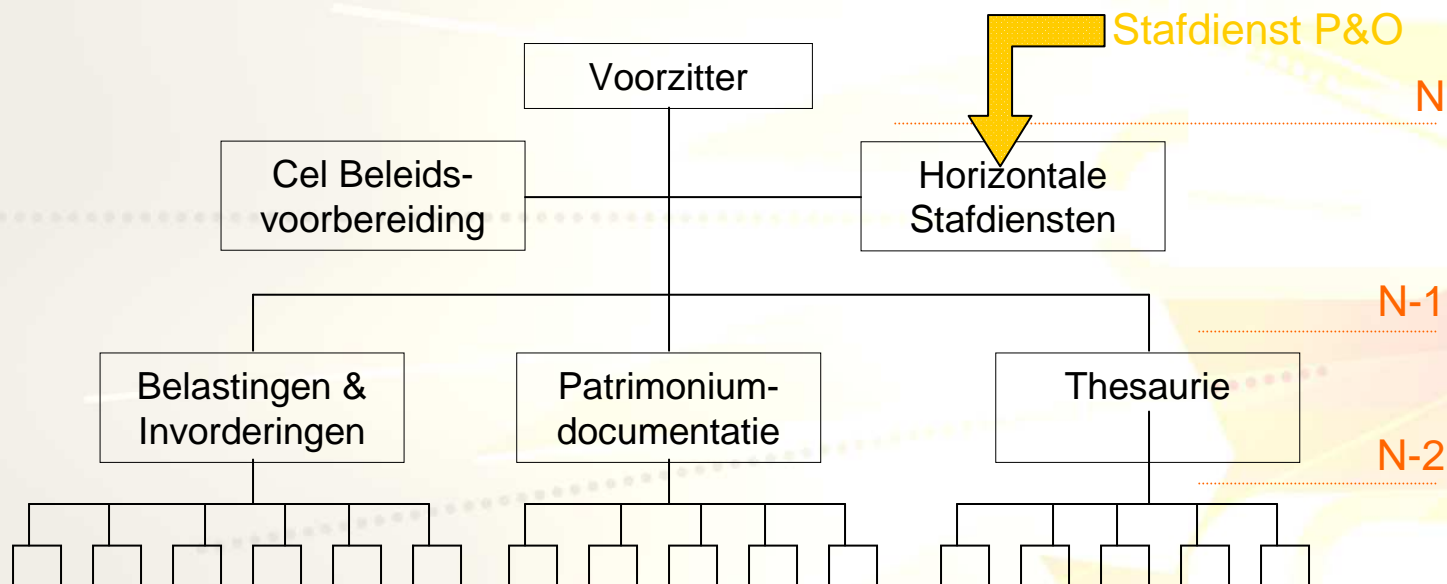 Stafdienst P&O
Voorzitter
N
Cel Beleids-
voorbereiding
Horizontale
Stafdiensten
N-1
Belastingen &
Invorderingen
Patrimonium-
documentatie
Thesaurie
N-2